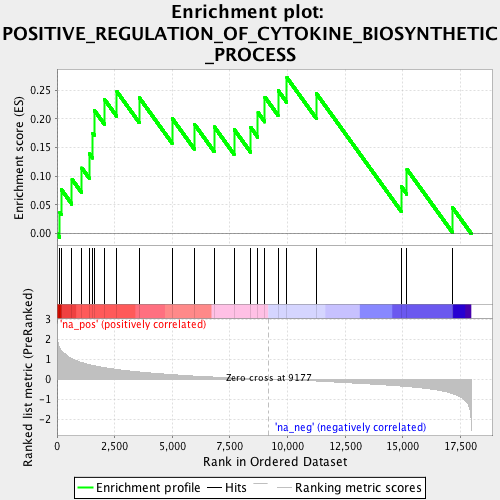 Enrichment plot:
POSITIVE_REGULATION_OF_CYTOKINE_BIOSYNTHETIC
_PROCESS
Enrichment score (ES)
0.25
0.20
0.15
0.10
0.05
0.00
Ranked list metric (PreRanked)
3
2
1
0
-1
-2
'na_pos' (positively correlated)
Zero cross at 9177
'na_neg' (negatively correlated)
0
2,500
5,000
7,500
10,000
12,500
15,000
17,500
Rank in Ordered Dataset
Enrichment profile
Hits
Ranking metric scores